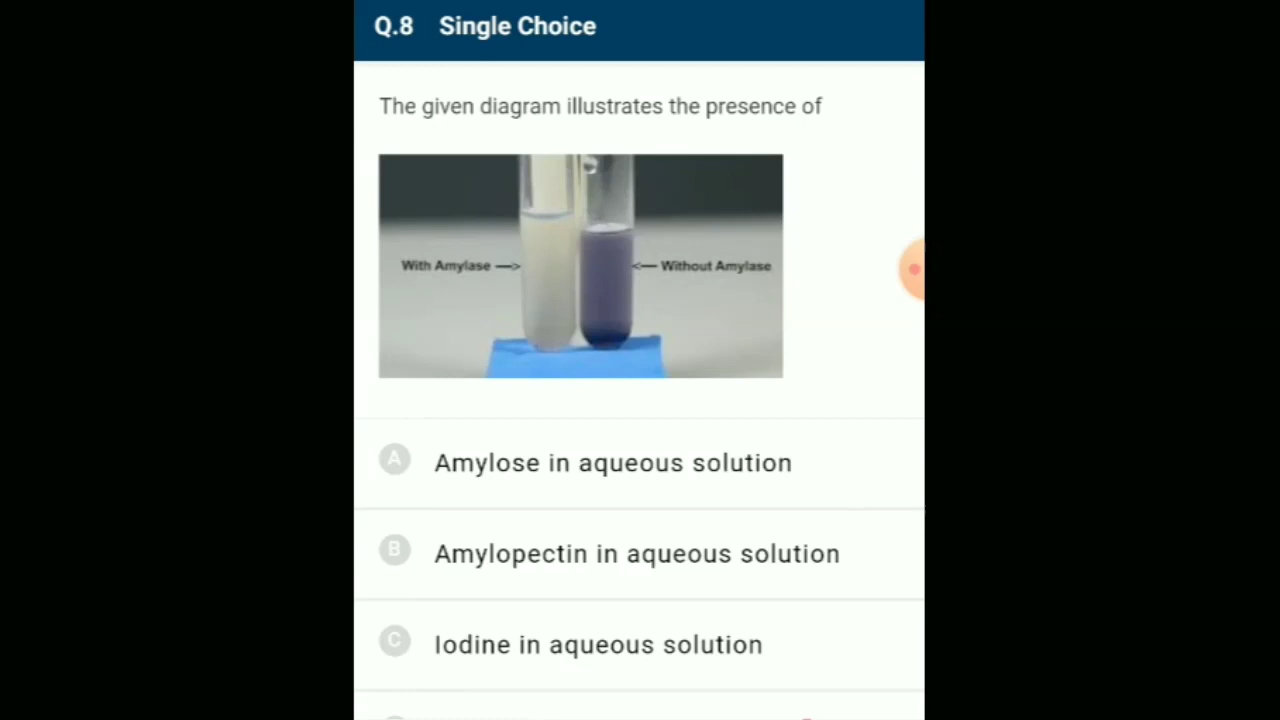 Q.8 Single Choice
The given diagram illustrates the presence of
With Amylase
Without Amylase
A Amylose in aqueous solution
B Amylopectin in aqueous solution
C Iodine in aqueous solution